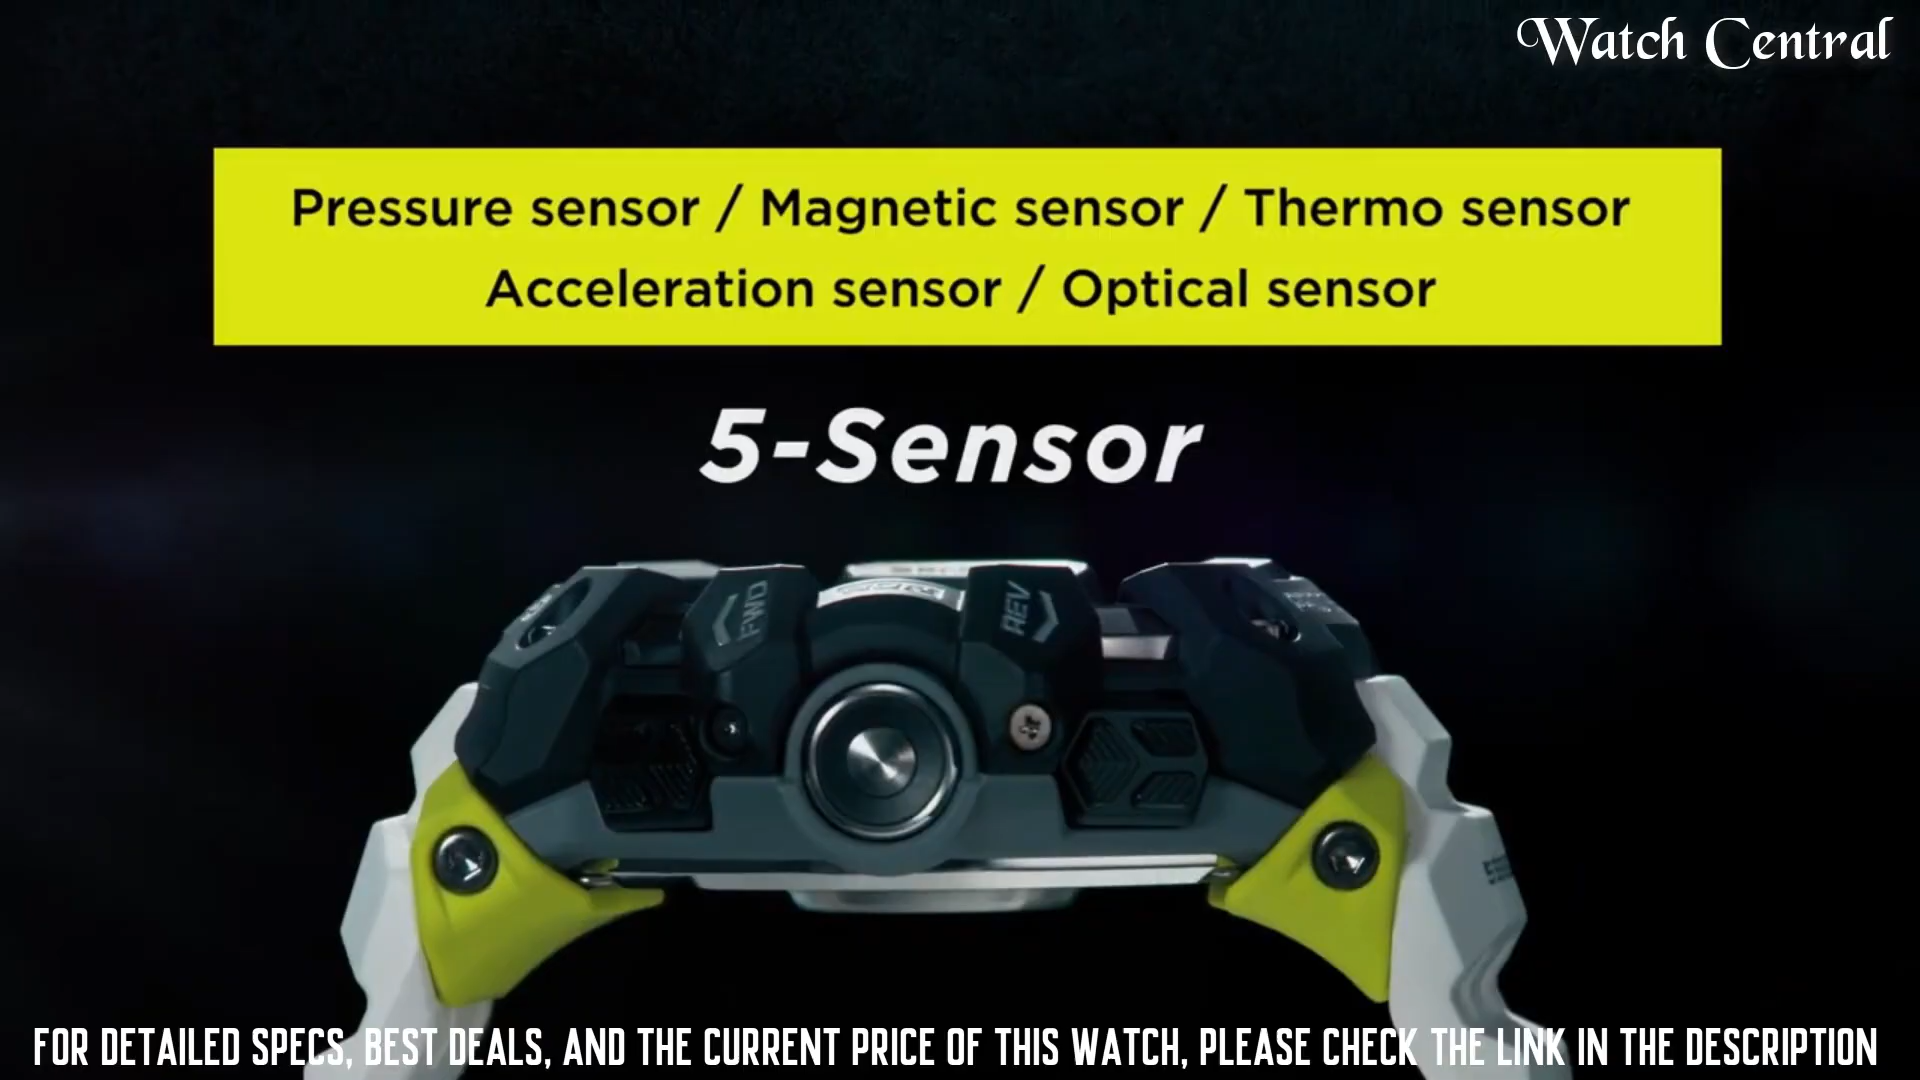 Watch Central
Pressure sensor / Magnetic sensor / Thermo sensor
Acceleration sensor / Optical sensor
5-Sensor
FWD
REV
FOR DETAILED SPECS, BEST DEALS, AND THE CURRENT PRICE OF THIS WATCH, PLEASE CHECK THE LINK IN THE DESCRIPTION